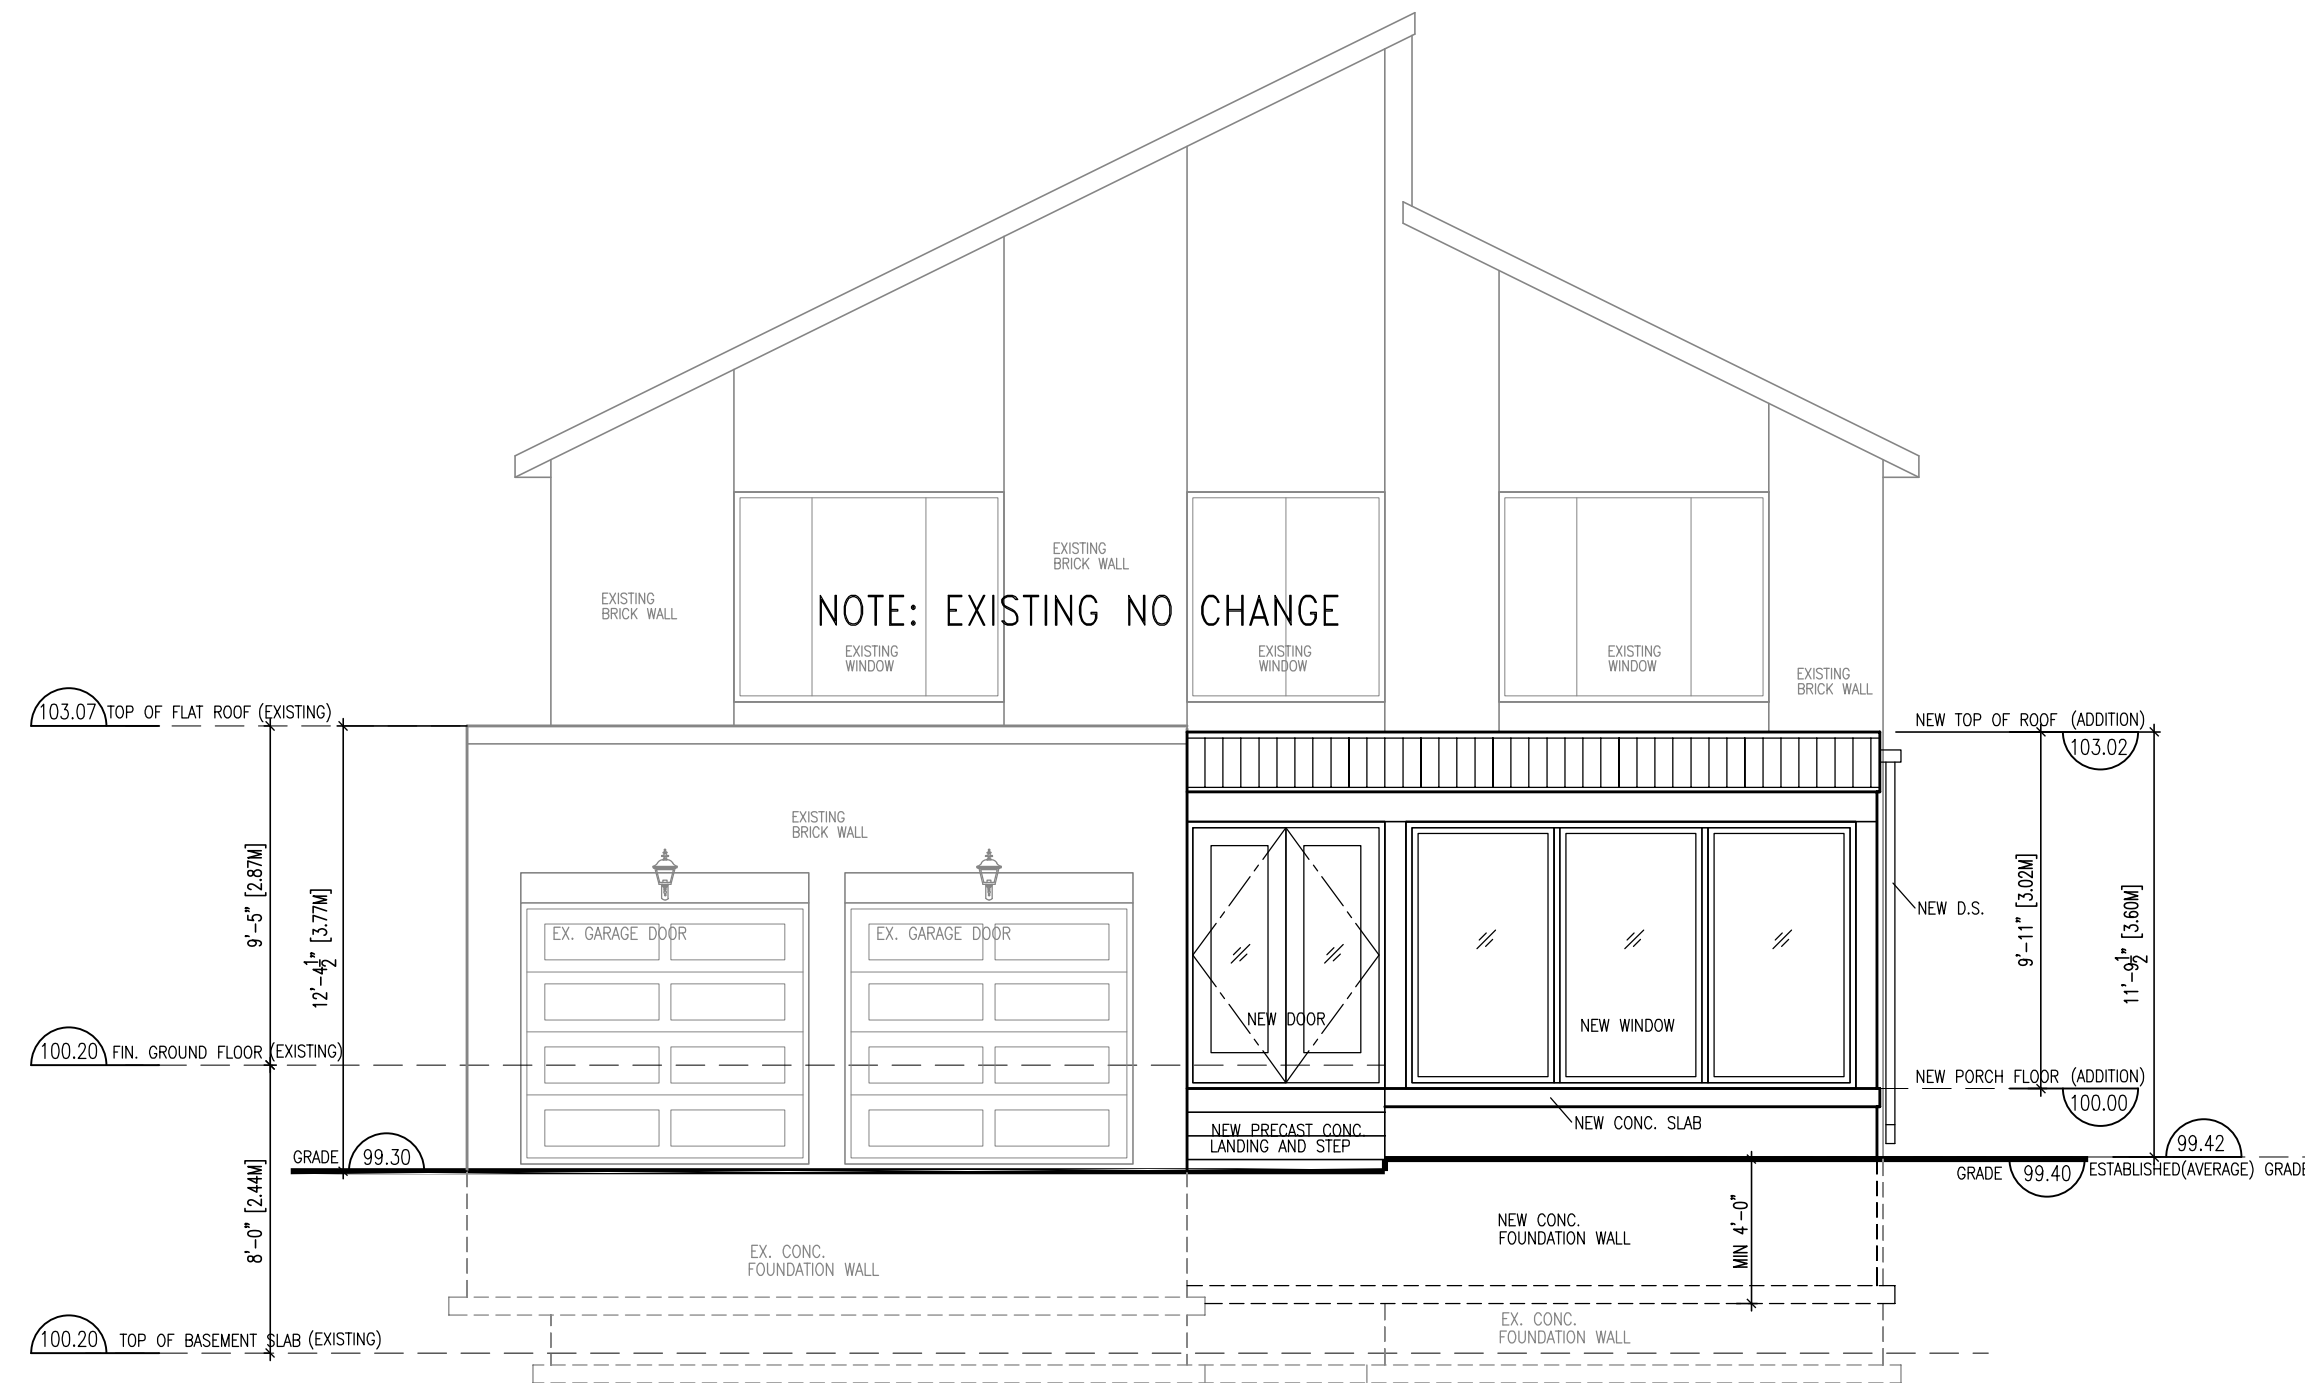 EXISTING
BRICK WALL
EXISTING
BRICK WALL
NOTE: EXISTING NO CHANGE
EXISTING
WINDOW
EXISTING
WINDOW
EXISTING
WINDOW
EXISTING
BRICK WALL
103.07 TOP OF FLAT ROOF (EXISTING)
NEW TOP OF ROOF (ADDITION)
103.02
EXISTING
BRICK WALL
9'-5" [2.87M]
12'-4 1/2" [3.77M]
EX. GARAGE DOOR
EX. GARAGE DOOR
NEW DOOR
NEW WINDOW
NEW D.S.
9'-11" [3.02M]
11'-9 1/2" [3.60M]
100.20 FIN. GROUND FLOOR (EXISTING)
NEW PORCH FLOOR (ADDITION)
100.00
NEW PRECAST CONC.
LANDING AND STEP
NEW CONC. SLAB
GRADE 99.30
99.42
ESTABLISHED(AVERAGE) GRADE
GRADE 99.40
8'-0" [2.44M]
MIN 4'-0"
NEW CONC.
FOUNDATION WALL
EX. CONC.
FOUNDATION WALL
EX. CONC.
FOUNDATION WALL
100.20 TOP OF BASEMENT SLAB (EXISTING)